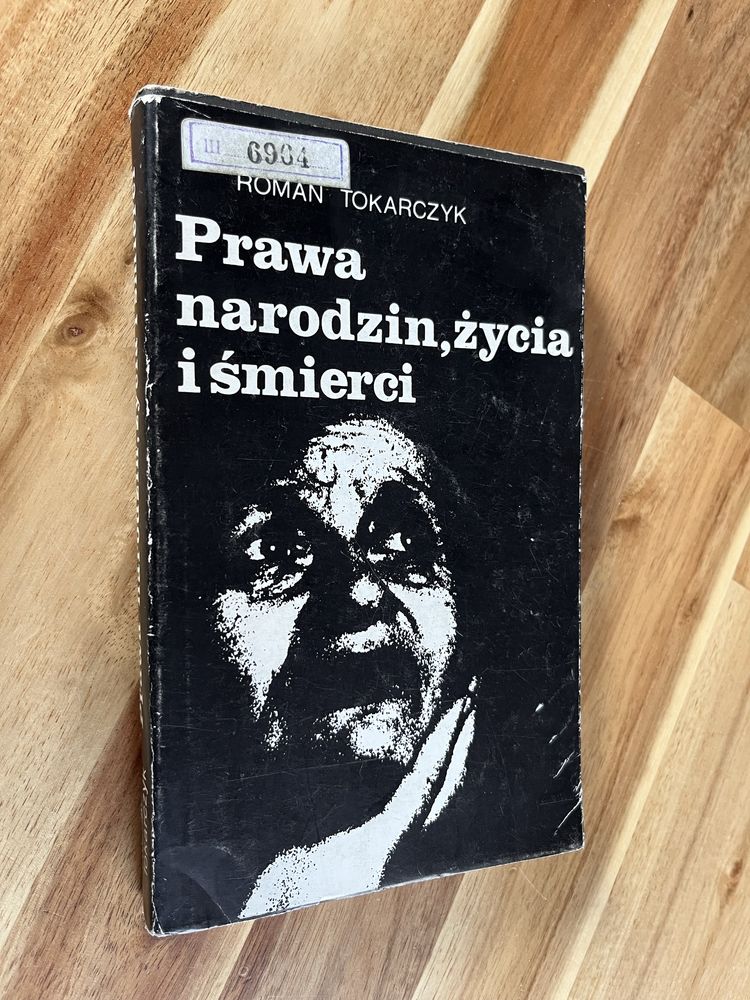 III 6904
ROMAN TOKARCZYK
Prawa
narodzin, życia
i śmierci